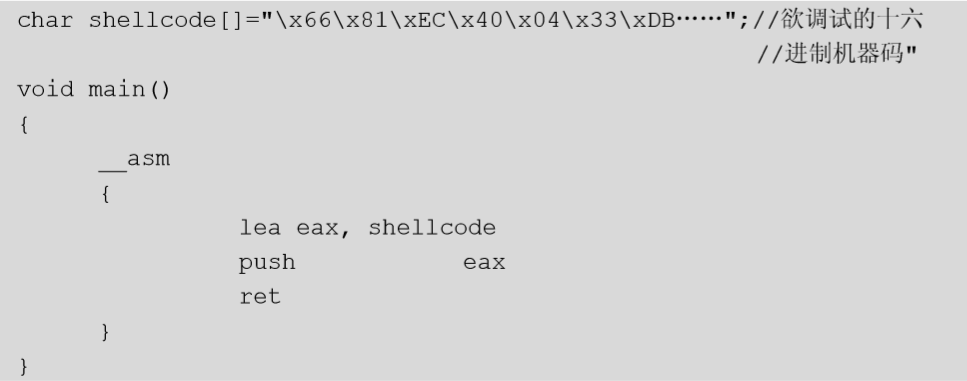 char shellcode[]="\x66\x81\xEC\x40\x04\x33\xDB……";//欲调试的十六
//进制机器码"
void main()
{
__asm
{
lea eax, shellcode
push eax
ret
}
}